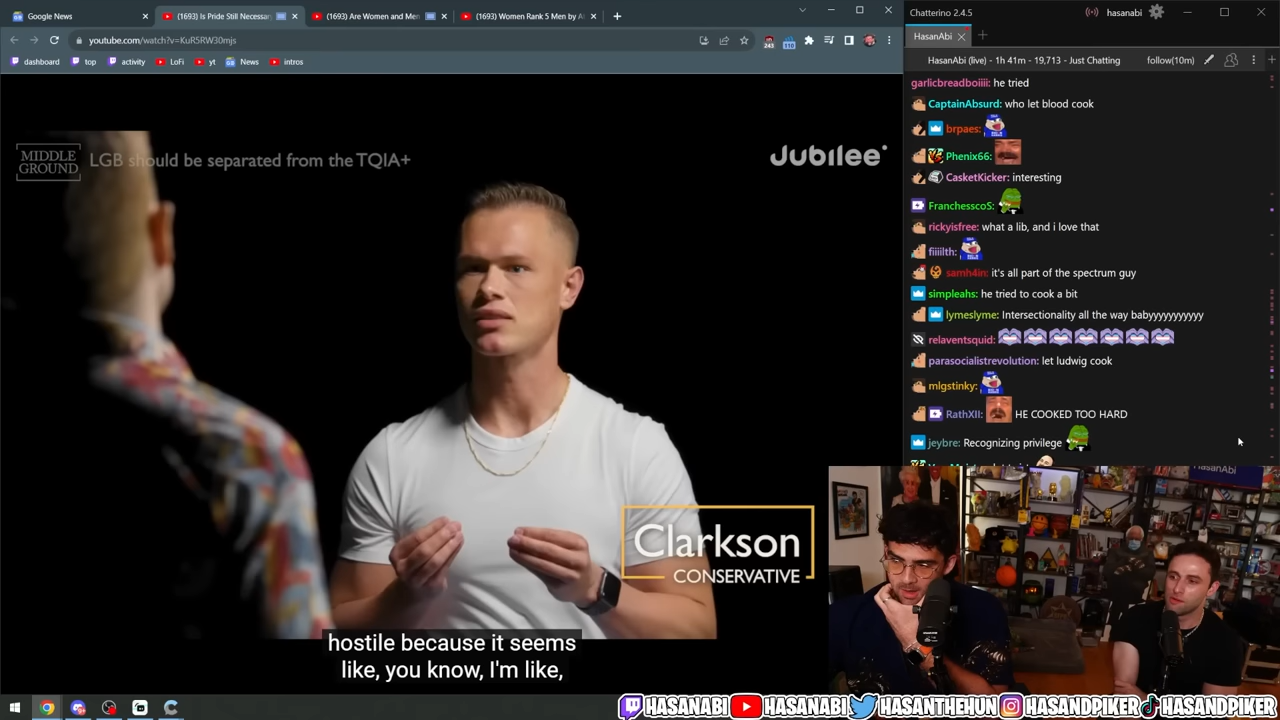 Google News
(1693) Is Pride Still Necessar
(1693) Are Women and Men
(1693) Women Rank 5 Men by A
youtube.com/watch?v=KuR5RW30mjs
243
110
dashboard
top
activity
LoFi
yt
News
intros
MIDDLE GROUND
LGB should be separated from the TQIA+
Jubilee
Clarkson
CONSERVATIVE
hostile because it seems
like, you know, I'm like,
Chatterino 2.4.5
hasanabi
HasanAbi
HasanAbi (live) - 1h 41m - 19,713 - Just Chatting
follow(10m)
garlicbreadboiiii: he tried
CaptainAbsurd: who let blood cook
brpaes:
Phenix66:
CasketKicker: interesting
FranchesscoS:
rickyisfree: what a lib, and i love that
fiiiilth:
samh4in: it's all part of the spectrum guy
simpleahs: he tried to cook a bit
lymeslyme: Intersectionality all the way babyyyyyyyyyy
relaventsquid:
parasocialistrevolution: let ludwig cook
mlgstinky:
RathXII: HE COOKED TOO HARD
jeybre: Recognizing privilege
HASANABI
HASANABI
HASANTHEHUN
HASANDPIKER
HASANDPIKER